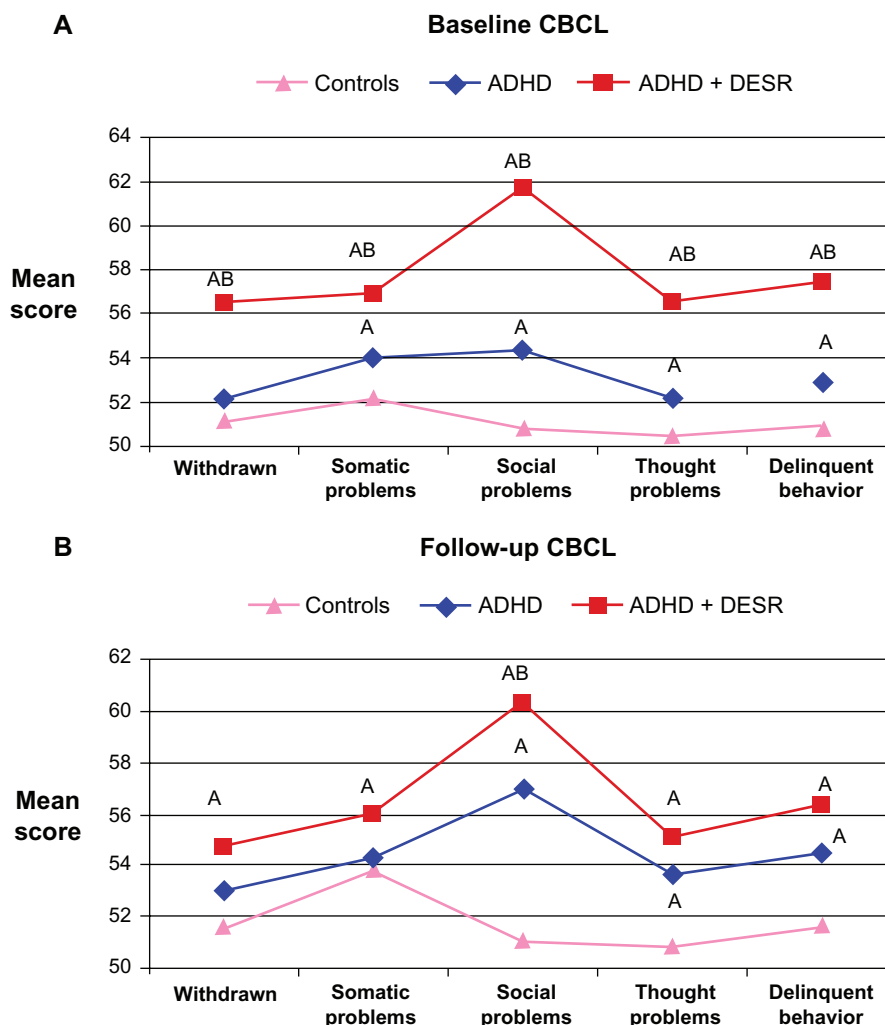 A Baseline CBCL
Controls ADHD ADHD + DESR
64
62
60
58
56
54
52
50
Mean
score
AB
AB
AB
AB
AB
A
A
A
A
Withdrawn
Somatic
problems
Social
problems
Thought
problems
Delinquent
behavior
B Follow-up CBCL
Controls ADHD ADHD + DESR
62
60
58
56
54
52
50
Mean
score
A
A
AB
A
A
A
A
A
Withdrawn
Somatic
problems
Social
problems
Thought
problems
Delinquent
behavior